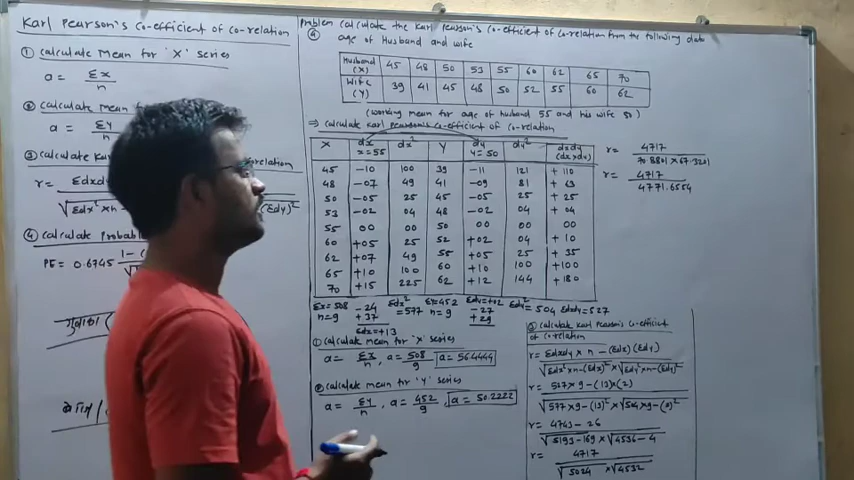 Karl Pearson's Co-efficient of co-relation
① calculate Mean for 'X' series
a = Σx / n
② calculate mean
a = Σy
③ calculate
relation
r = Σdxdy
√Σdx² × n
(Σdy)²
④ calculate Probable
PE = 0.6745 1-
Problem calculate the Karl Pearson's Co-efficient of Co-relation from the following data
ⓐ age of Husband and wife
Husband (X) 45 48 50 53 55 60 62 65 70
Wife (Y) 39 41 45 48 50 52 55 60 62
(working mean for age of husband 55 and his wife 50)
⇒ calculate Karl Pearson's co-efficient of Co-relation
X dx x=55 dx² Y dy y=50 dy² dxdy (dx×dy)
45 -10 100 39 -11 121 +110
48 -07 49 41 -09 81 +63
50 -05 25 45 -05 25 +25
53 -02 04 48 -02 04 +04
55 00 00 50 00 00 00
60 +05 25 52 +02 04 +10
62 +07 49 55 +05 25 +35
65 +10 100 60 +10 100 +100
70 +15 225 62 +12 144 +180
Σx=508 -24 Σdx² Σy=452 Σdy=+02 Σdy²=504 Σdxdy=527
n=9 +37 =577 n=9 -27
Σdx=+13 +29
① calculate mean for 'X' series
a = Σx / n , a = 508 / 9 a = 56.4444
② calculate mean for 'Y' series
a = Σy / n , a = 452 / 9 , a = 50.2222
③ calculate Karl Pearson's Co-efficient
of co-relation
r = Σdxdy × n - (Σdx)(Σdy)
√Σdx²×n-(Σdx)² × √Σdy²×n-(Σdy)²
r = 527×9-(13)×(2)
√577×9-(13)² × √504×9-(2)²
r = 4743-26
√5193-169 × √4536-4
r = 4717
√5024 × √4532
r = 4717
70.8801 × 67.3201
r = 4717
4771.6554